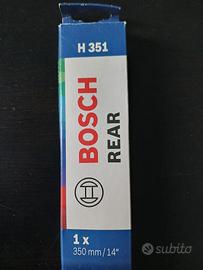 H 351
BOSCH
REAR
1 x
350 mm / 14"
subito